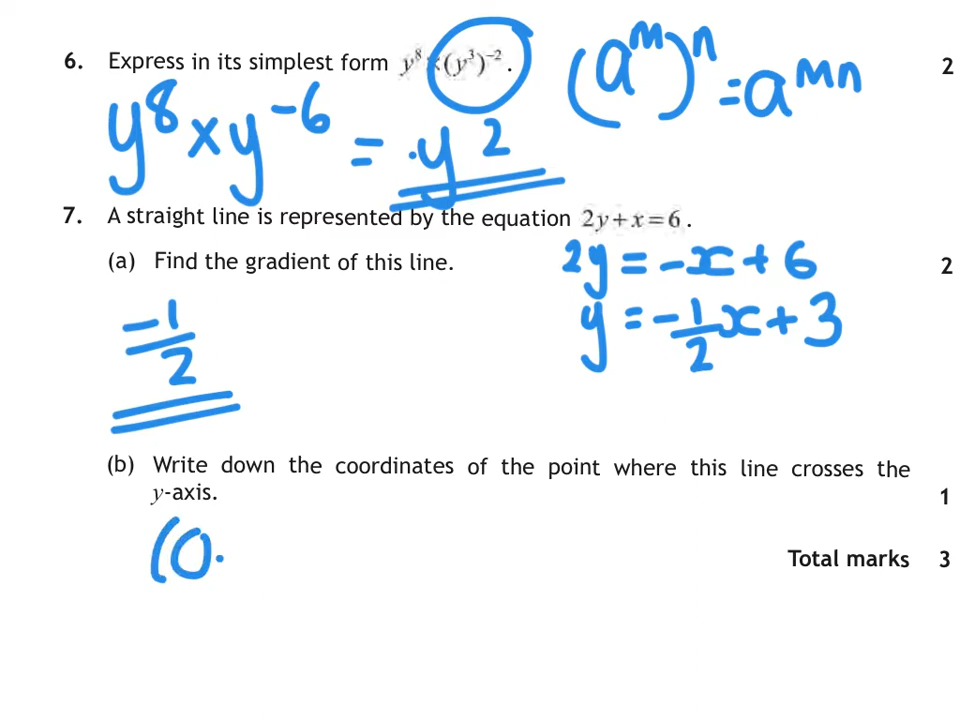 6. Express in its simplest form y⁸ × (y³)⁻² . 2
(aᵐ)ⁿ = aᵐⁿ
y⁸ × y⁻⁶ = y²
7. A straight line is represented by the equation 2y + x = 6 .
(a) Find the gradient of this line. 2
2y = -x + 6
y = -1/2 x + 3
-1/2
(b) Write down the coordinates of the point where this line crosses the
y-axis. 1
(0
Total marks 3